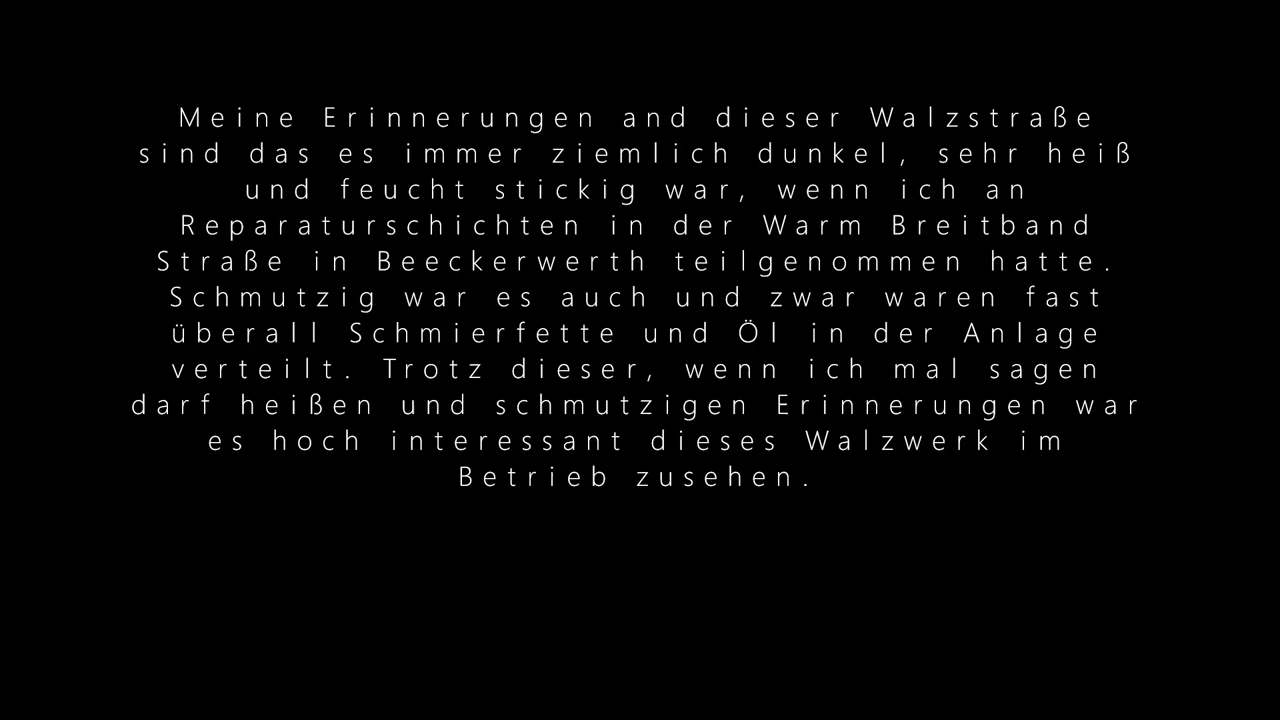 Meine Erinnerungen and dieser Walzstraße
sind das es immer ziemlich dunkel, sehr heiß
und feucht stickig war, wenn ich an
Reparaturschichten in der Warm Breitband
Straße in Beeckerwerth teilgenommen hatte.
Schmutzig war es auch und zwar waren fast
überall Schmierfette und Öl in der Anlage
verteilt. Trotz dieser, wenn ich mal sagen
darf heißen und schmutzigen Erinnerungen war
es hoch interessant dieses Walzwerk im
Betrieb zusehen.